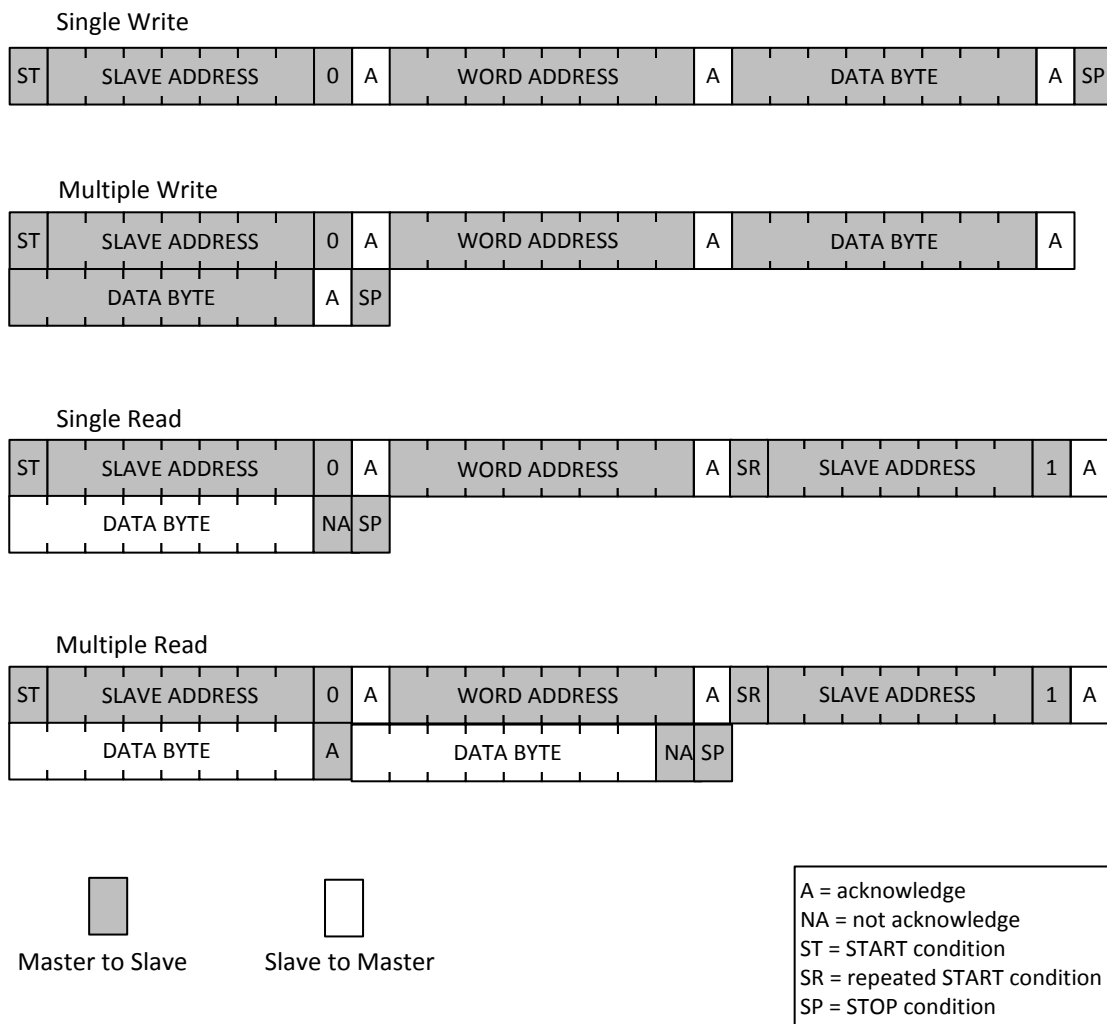 Single Write
ST SLAVE ADDRESS 0 A WORD ADDRESS A DATA BYTE A SP
Multiple Write
ST SLAVE ADDRESS 0 A WORD ADDRESS A DATA BYTE A
DATA BYTE A SP
Single Read
ST SLAVE ADDRESS 0 A WORD ADDRESS A SR SLAVE ADDRESS 1 A
DATA BYTE NA SP
Multiple Read
ST SLAVE ADDRESS 0 A WORD ADDRESS A SR SLAVE ADDRESS 1 A
DATA BYTE A DATA BYTE NA SP
Master to Slave
Slave to Master
A = acknowledge
NA = not acknowledge
ST = START condition
SR = repeated START condition
SP = STOP condition